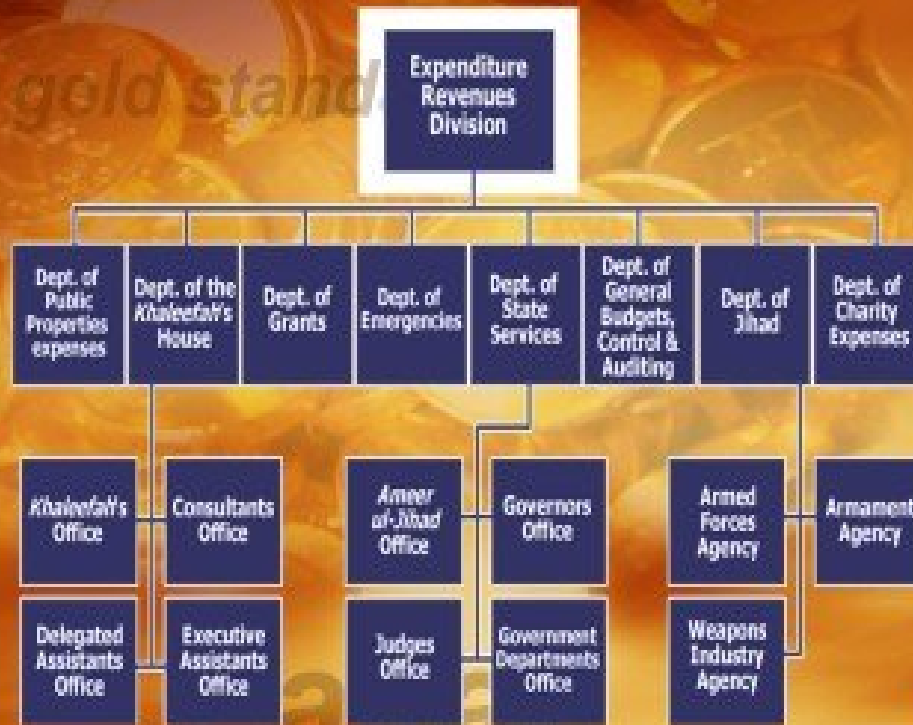 gold stand
Expenditure
Revenues
Division
Dept. of
Public
Properties
expenses
Dept. of the
Khaleefah's
House
Dept. of
Grants
Dept. of
Emergencies
Dept. of
State
Services
Dept. of
General
Budgets,
Control &
Auditing
Dept. of
Jihad
Dept. of
Charity
Expenses
Khaleefah's
Office
Consultants
Office
Ameer
ul-Jihad
Office
Governors
Office
Armed
Forces
Agency
Armament
Agency
Delegated
Assistants
Office
Executive
Assistants
Office
Judges
Office
Government
Departments
Office
Weapons
Industry
Agency